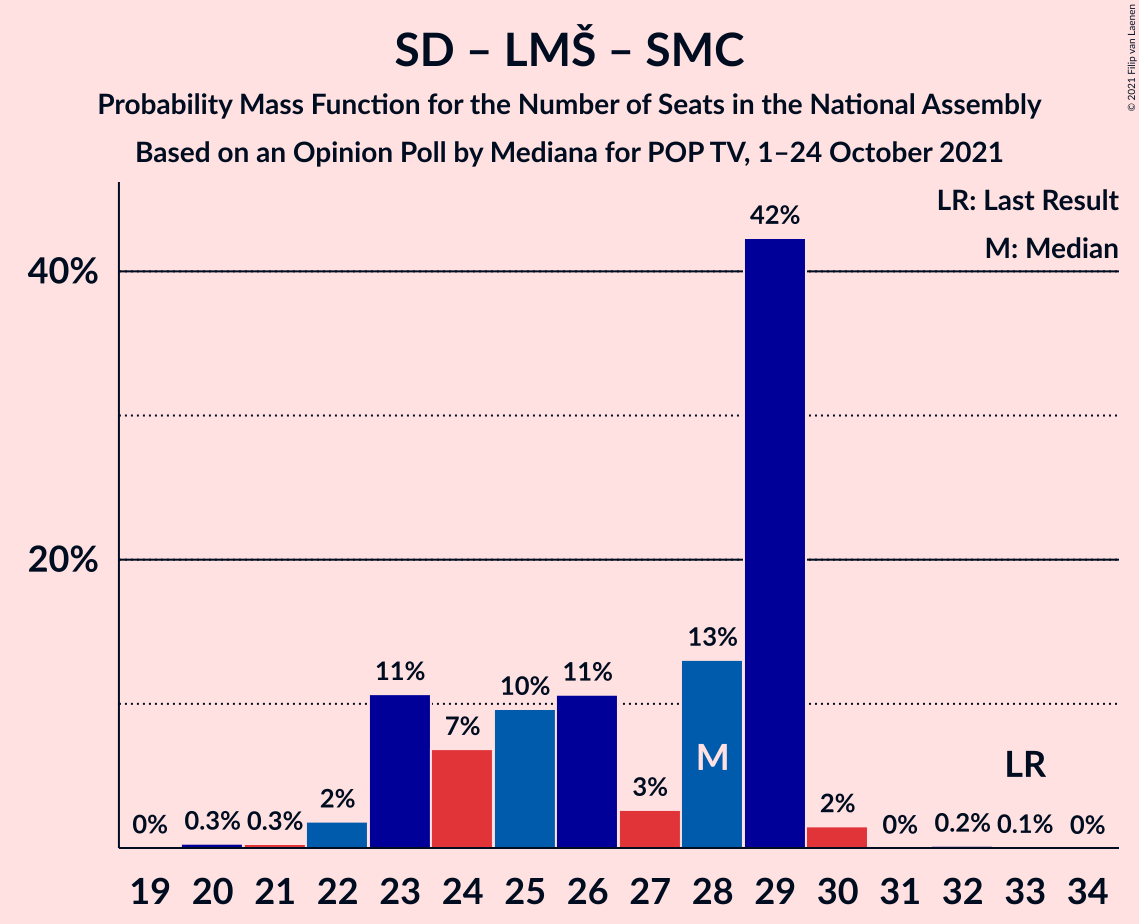 SD – LMŠ – SMC
Probability Mass Function for the Number of Seats in the National Assembly
Based on an Opinion Poll by Mediana for POP TV, 1–24 October 2021
© 2021 Filip van Laenen
LR: Last Result
M: Median
40%
20%
0%
0.3%
0.3%
2%
11%
7%
10%
11%
3%
13%
42%
2%
0%
0.2%
0.1%
0%
M
LR
19 20 21 22 23 24 25 26 27 28 29 30 31 32 33 34